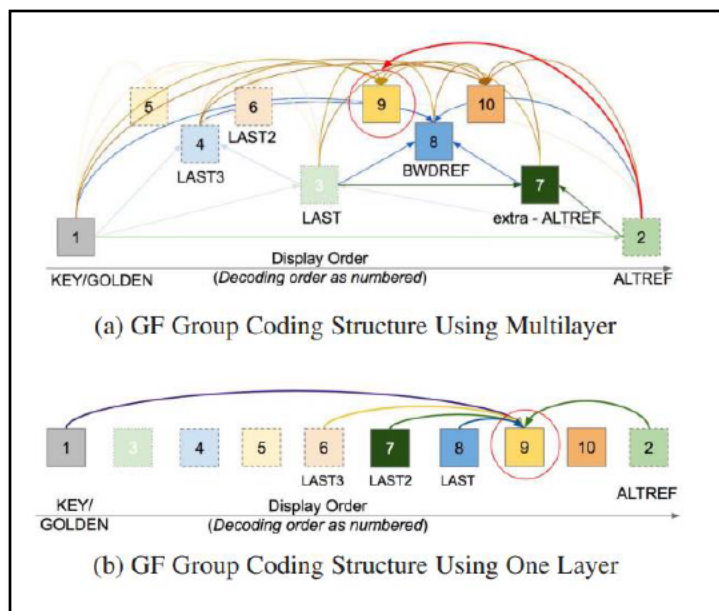 5
6
9
10
4
LAST2
8
LAST3
3
BWDREF
7
LAST
extra - ALTREF
1
2
Display Order
KEY/GOLDEN
(Decoding order as numbered)
ALTREF
(a) GF Group Coding Structure Using Multilayer
1
3
4
5
6
7
8
9
10
2
LAST3
LAST2
LAST
ALTREF
KEY/
GOLDEN
Display Order
(Decoding order as numbered)
(b) GF Group Coding Structure Using One Layer